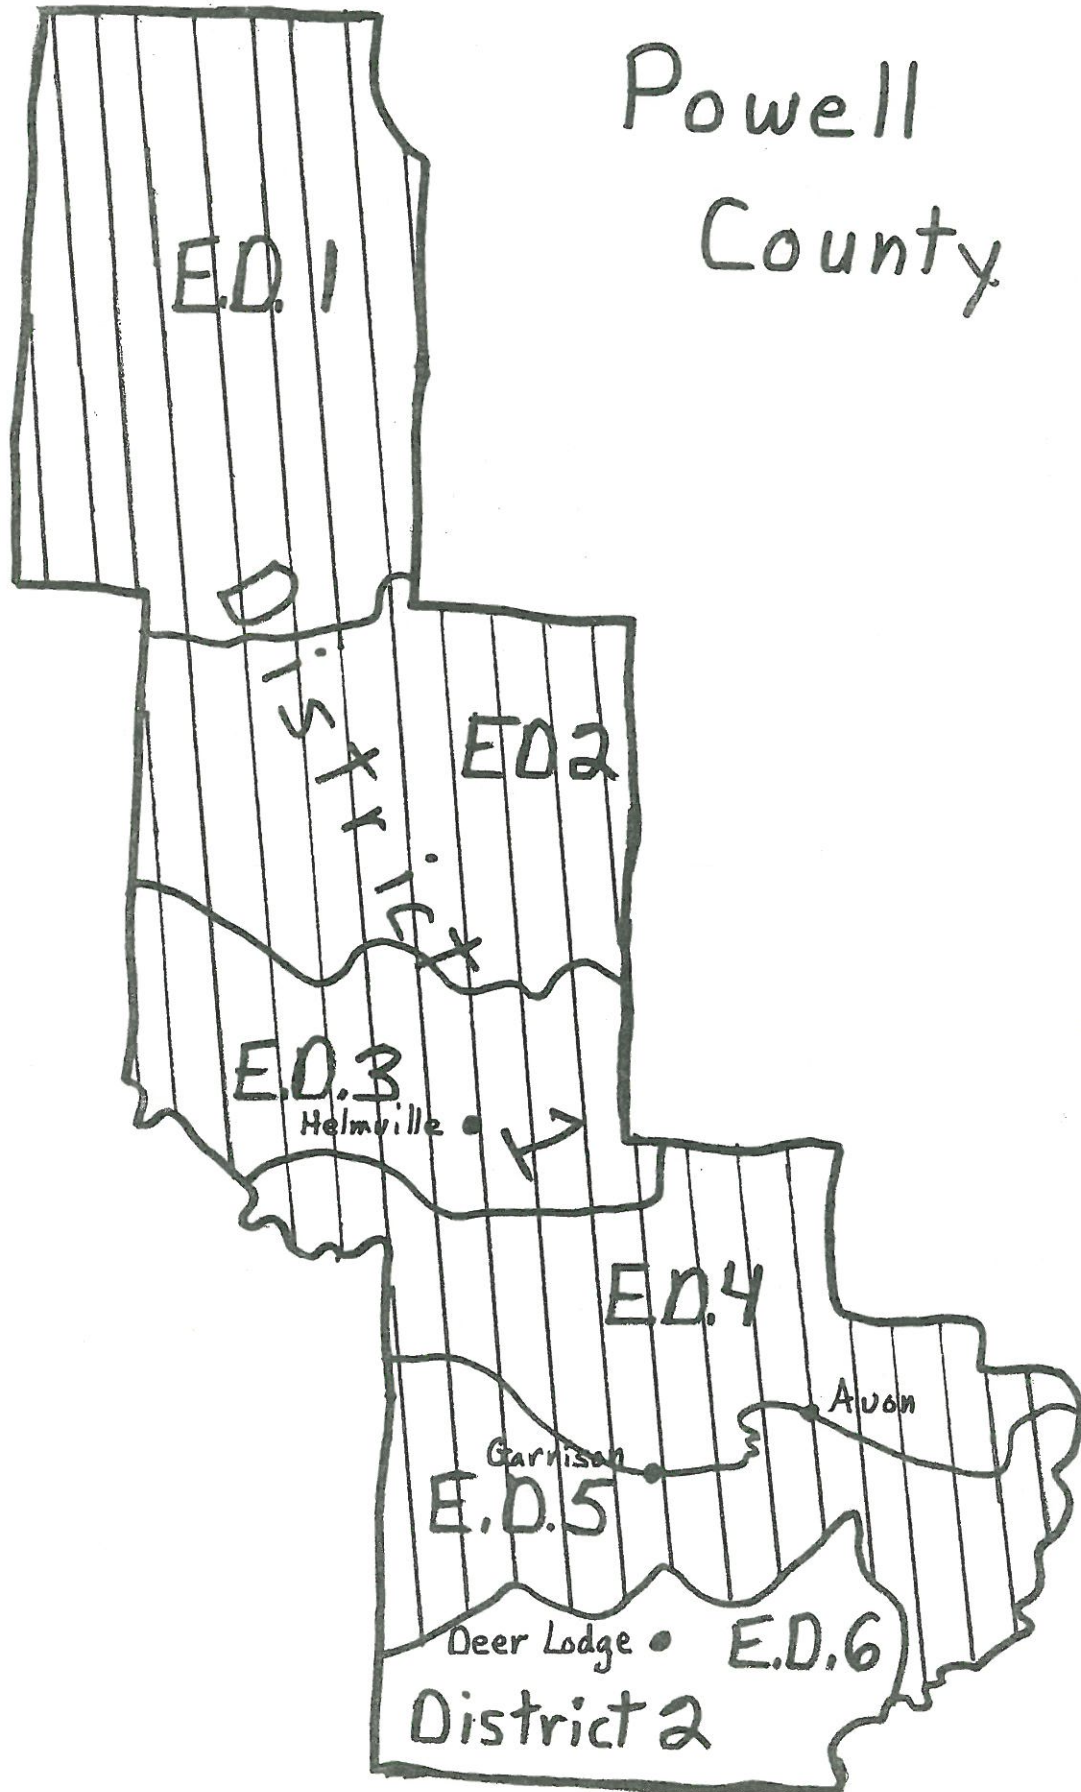 Powell
County
E.D. 1
District
1
E.D 2
E.D.3
Helmville
E.D.4
Avon
Garrison
E.D.5
Deer Lodge
E.D.6
District 2